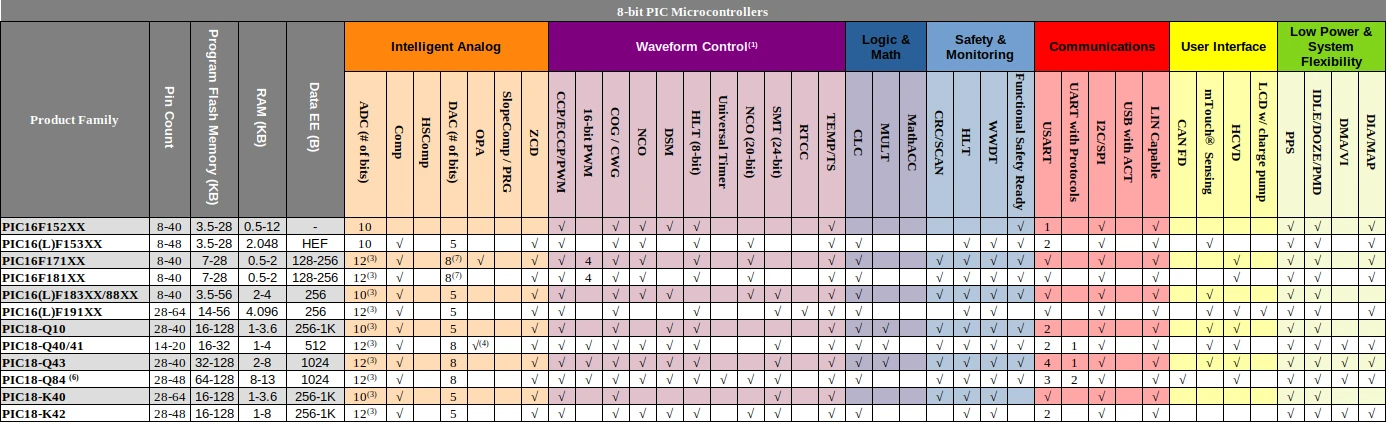 8-bit PIC Microcontrollers
Product Family
Pin Count
Program Flash Memory (KB)
RAM (KB)
Data EE (B)
Intelligent Analog
Waveform Control(1)
Logic & Math
Safety & Monitoring
Communications
User Interface
Low Power & System Flexibility
ADC (# of bits)
Comp
HSComp
DAC (# of bits)
OPA
SlopeComp / PRG
ZCD
CCP/ECCP/PWM
16-bit PWM
COG / CWG
NCO
DSM
HLT (8-bit)
Universal Timer
NCO (20-bit)
SMT (24-bit)
RTCC
TEMP/TS
CLC
MULT
MathACC
CRC/SCAN
HLT
WWDT
Functional Safety Ready
USART
UART with Protocols
I2C/SPI
USB with ACT
LIN Capable
CAN FD
mTouch® Sensing
HCVD
LCD w/ charge pump
PPS
IDLE/DOZE/PMD
DMA/VI
DIA/MAP
PIC16F152XX 8-40 3.5-28 0.5-12 - 10 √ √ √ √ √ √ √ 1 √ √ √ √ √
PIC16(L)F153XX 8-48 3.5-28 2.048 HEF 10 √ 5 √ √ √ √ √ √ √ √ √ √ √ 2 √ √ √ √ √ √
PIC16F171XX 8-40 7-28 0.5-2 128-256 12(3) √ 8(7) √ √ √ 4 √ √ √ √ √ √ √ √ √ √ √ √ √ √ √ √ √
PIC16F181XX 8-40 7-28 0.5-2 128-256 12(3) √ 8(7) √ √ 4 √ √ √ √ √ √ √ √ √ √ √ √ √ √ √ √ √
PIC16(L)F183XX/88XX 8-40 3.5-56 2-4 256 10(3) √ 5 √ √ √ √ √ √ √ √ √ √ √ √ √ √ √ √ √ √ √
PIC16(L)F191XX 28-64 14-56 4.096 256 12(3) √ 5 √ √ √ √ √ √ √ √ √ √ √ √ √ √ √ √ √ √ √
PIC18-Q10 28-40 16-128 1-3.6 256-1K 10(3) √ 5 √ √ √ √ √ √ √ √ √ √ √ √ 2 √ √ √ √ √ √
PIC18-Q40/41 14-20 16-32 1-4 512 12(3) √ 8 √(4) √ √ √ √ √ √ √ √ √ √ √ √ √ √ √ 2 1 √ √ √ √ √ √ √ √
PIC18-Q43 28-40 32-128 2-8 1024 12(3) √ 8 √ √ √ √ √ √ √ √ √ √ √ √ √ √ √ 4 1 √ √ √ √ √ √ √ √
PIC18-Q84 (6) 28-48 64-128 8-13 1024 12(3) √ 8 √ √ √ √ √ √ √ √ √ √ √ √ √ √ √ 3 2 √ √ √ √ √ √ √ √
PIC18-K40 28-64 16-128 1-3.6 256-1K 10(3) √ 5 √ √ √ √ √ √ √ √ √ √ √ √ √
PIC18-K42 28-48 16-128 1-8 256-1K 12(3) √ 5 √ √ √ √ √ √ √ √ √ √ √ 2 √ √ √ √ √ √